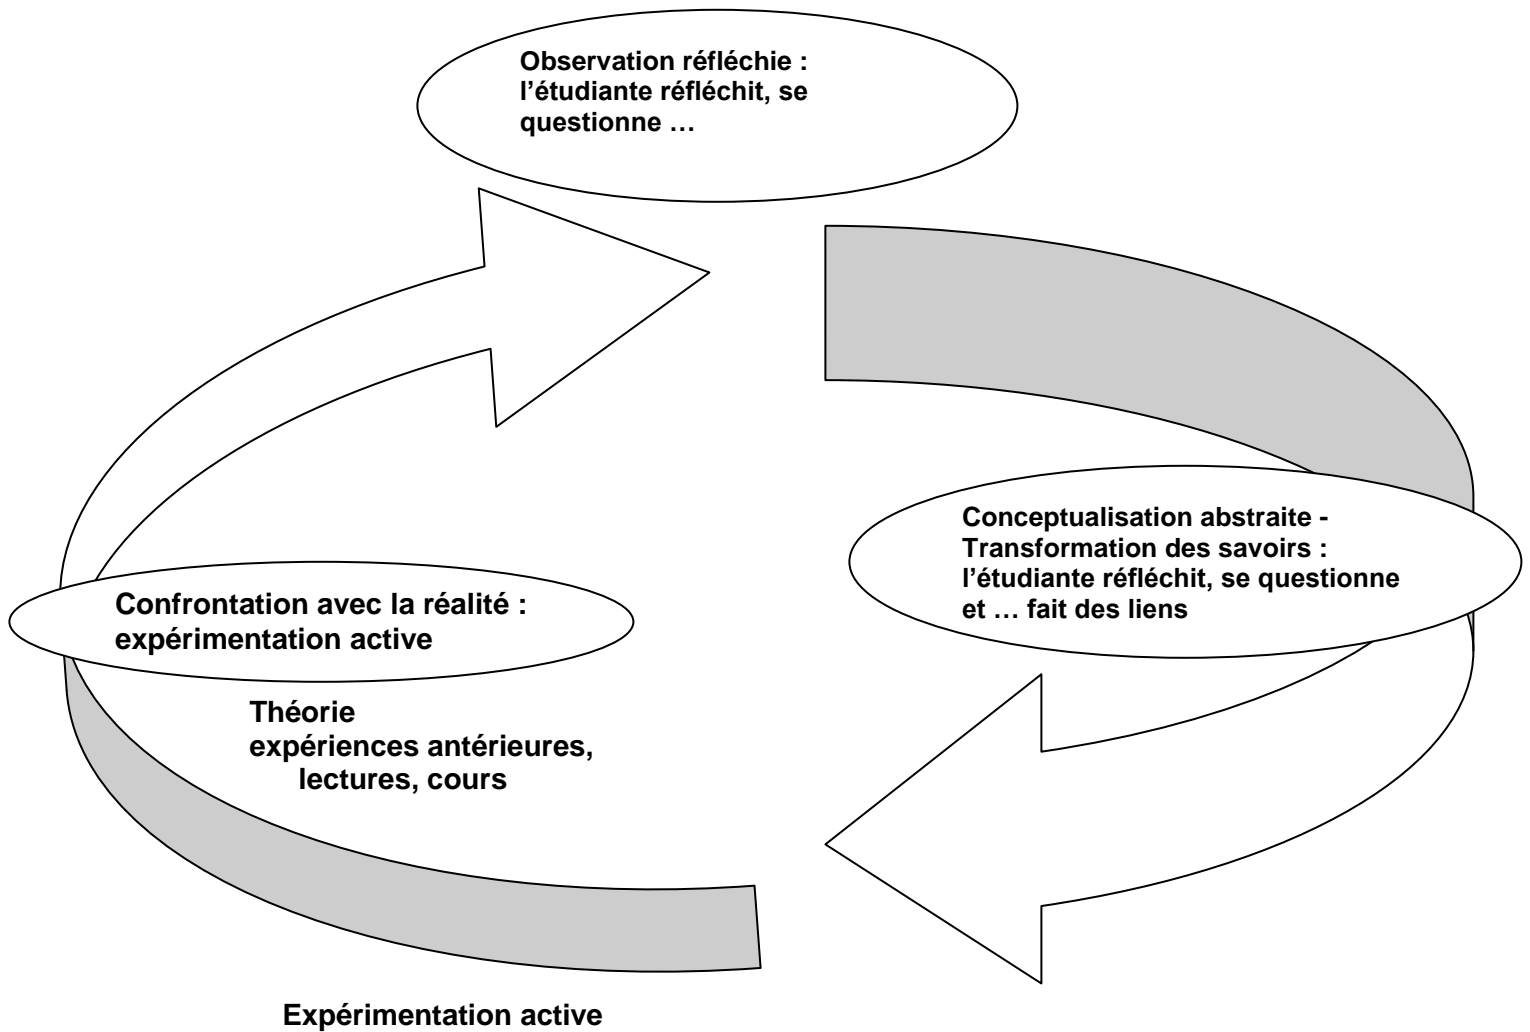 Observation réfléchie :
l’étudiante réfléchit, se
questionne …
Conceptualisation abstraite -
Transformation des savoirs :
l’étudiante réfléchit, se questionne
et … fait des liens
Confrontation avec la réalité :
expérimentation active
Théorie
expériences antérieures,
lectures, cours
Expérimentation active